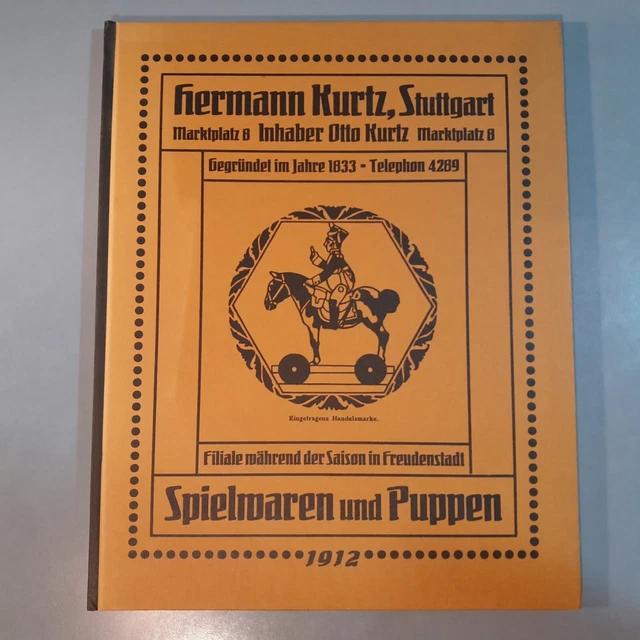 Hermann Kurtz, Stuttgart
Marktplatz 8 Inhaber Otto Kurtz Marktplatz 8
Gegründet im Jahre 1833 • Telephon 4289
Eingetragene Handelsmarke.
Filiale während der Saison in Freudenstadt
Spielwaren und Puppen
1912